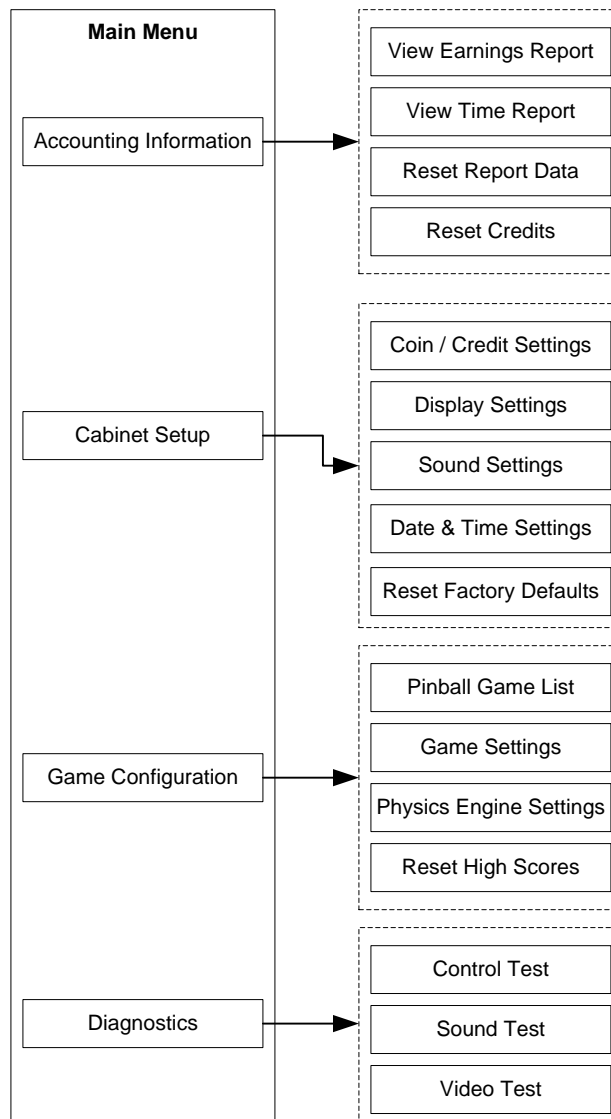 Main Menu
Accounting Information
View Earnings Report
View Time Report
Reset Report Data
Reset Credits
Cabinet Setup
Coin / Credit Settings
Display Settings
Sound Settings
Date & Time Settings
Reset Factory Defaults
Game Configuration
Pinball Game List
Game Settings
Physics Engine Settings
Reset High Scores
Diagnostics
Control Test
Sound Test
Video Test